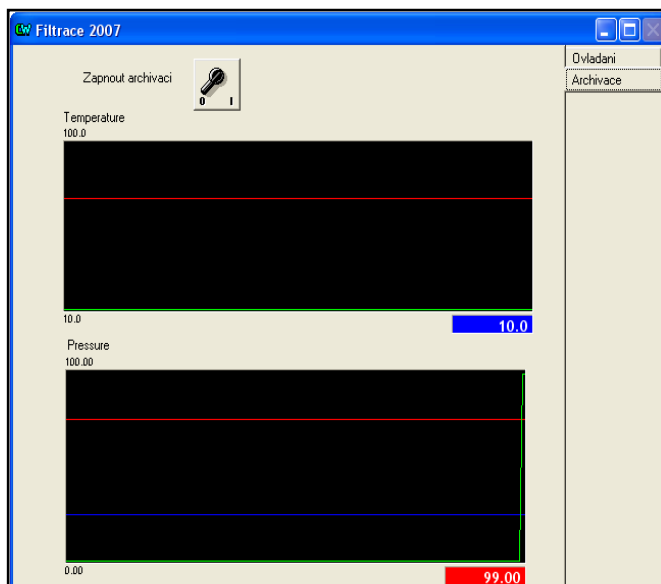 CW Filtrace 2007
Ovladani
Archivace
Zapnout archivaci
0 I
Temperature
100.0
10.0
10.0
Pressure
100.00
0.00
99.00